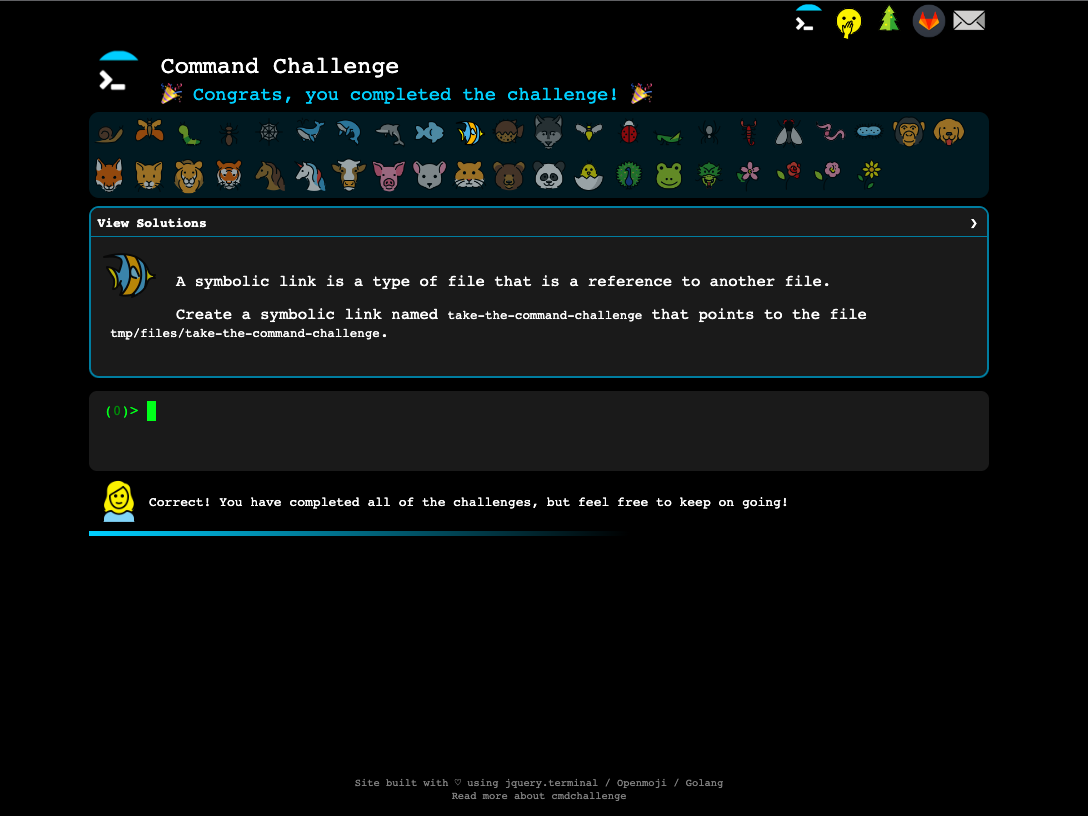 Command Challenge
🎉 Congrats, you completed the challenge! 🎉
View Solutions ❯
A symbolic link is a type of file that is a reference to another file.
Create a symbolic link named take-the-command-challenge that points to the file
tmp/files/take-the-command-challenge.
(0)>
Correct! You have completed all of the challenges, but feel free to keep on going!
Site built with ♡ using jquery.terminal / Openmoji / Golang
Read more about cmdchallenge